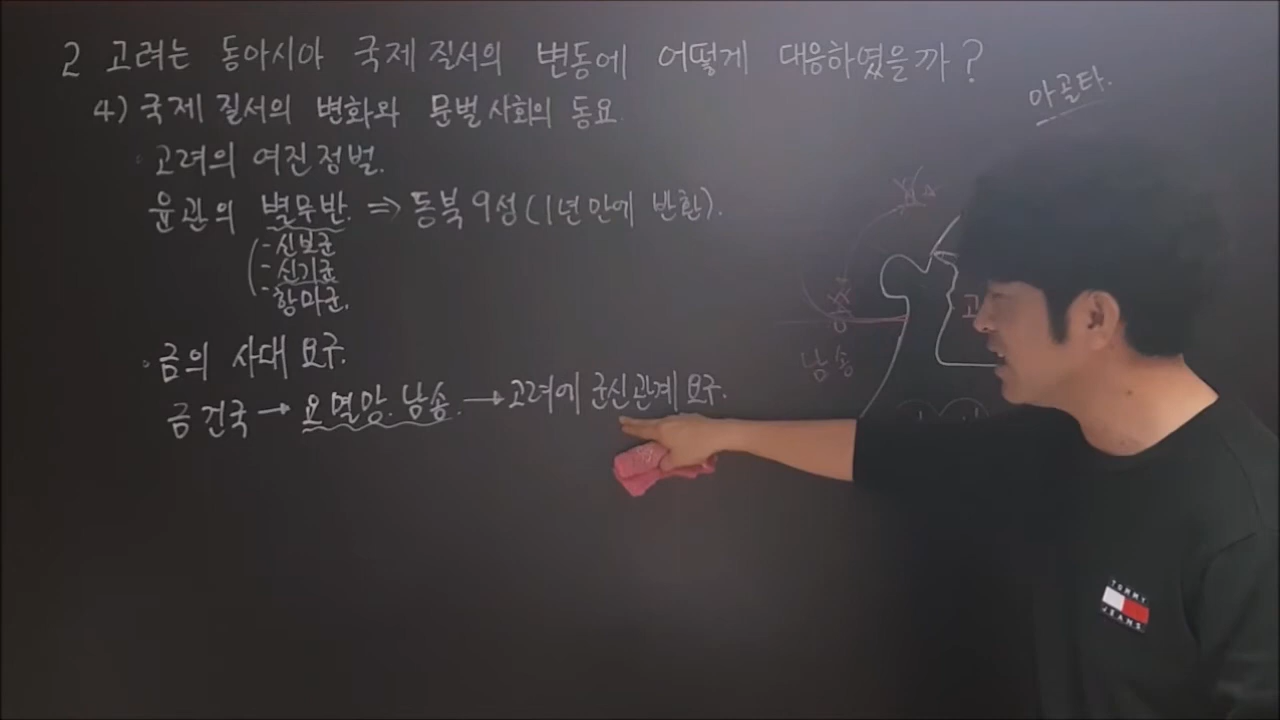 2 고려는 동아시아 국제 질서의 변동에 어떻게 대응하였을까?
4) 국제 질서의 변화와 문벌 사회의 동요
· 고려의 여진 정벌.
윤관의 별무반. => 동북 9성 (1년 만에 반환).
- 신보군
- 신기군
- 항마군.
· 금의 사대 요구.
금 건국 → 요 멸망. 남송. → 고려에 군신관계 요구.
아골타.
남송
TOMMY
JEANS